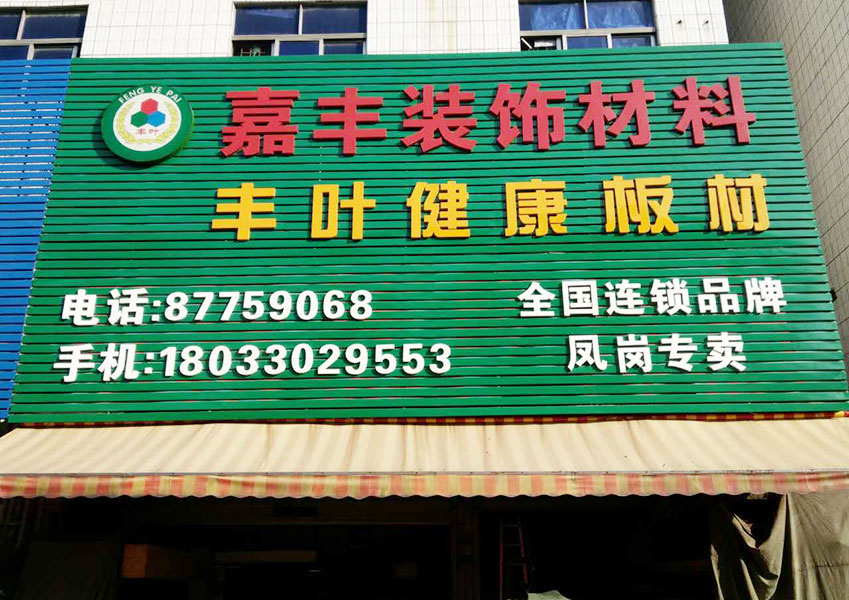 FENG YE PAI
丰叶
嘉丰装饰材料
丰叶健康板材
电话:87759068
全国连锁品牌
手机:18033029553
凤岗专卖